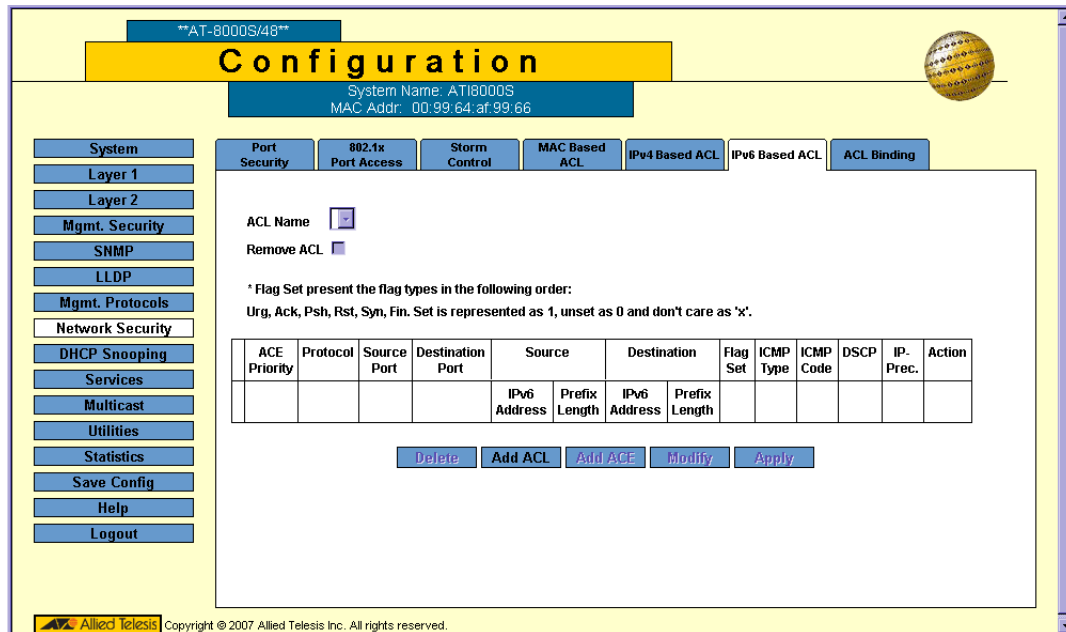 **AT-8000S/48**
Configuration
System Name: ATI8000S
MAC Addr: 00:99:64:af:99:66
System
Layer 1
Layer 2
Mgmt. Security
SNMP
LLDP
Mgmt. Protocols
Network Security
DHCP Snooping
Services
Multicast
Utilities
Statistics
Save Config
Help
Logout
Port Security
802.1x Port Access
Storm Control
MAC Based ACL
IPv4 Based ACL
IPv6 Based ACL
ACL Binding
ACL Name
Remove ACL
* Flag Set present the flag types in the following order:
Urg, Ack, Psh, Rst, Syn, Fin. Set is represented as 1, unset as 0 and don't care as 'x'.
ACE Priority Protocol Source Port Destination Port Source Destination Flag Set ICMP Type ICMP Code DSCP IP-Prec. Action
IPv6 Address Prefix Length IPv6 Address Prefix Length
Delete Add ACL Add ACE Modify Apply
Allied Telesis Copyright © 2007 Allied Telesis Inc. All rights reserved.